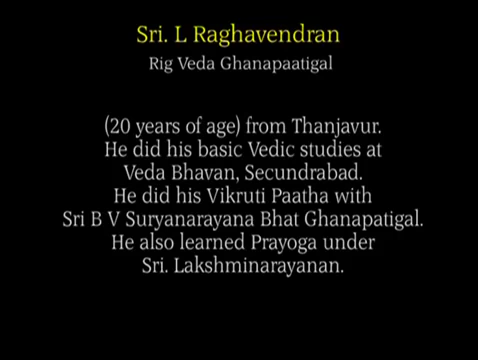 Sri. L Raghavendran
Rig Veda Ghanapaatigal
(20 years of age) from Thanjavur.
He did his basic Vedic studies at
Veda Bhavan, Secundrabad.
He did his Vikruti Paatha with
Sri B V Suryanarayana Bhat Ghanapatigal.
He also learned Prayoga under
Sri. Lakshminarayanan.